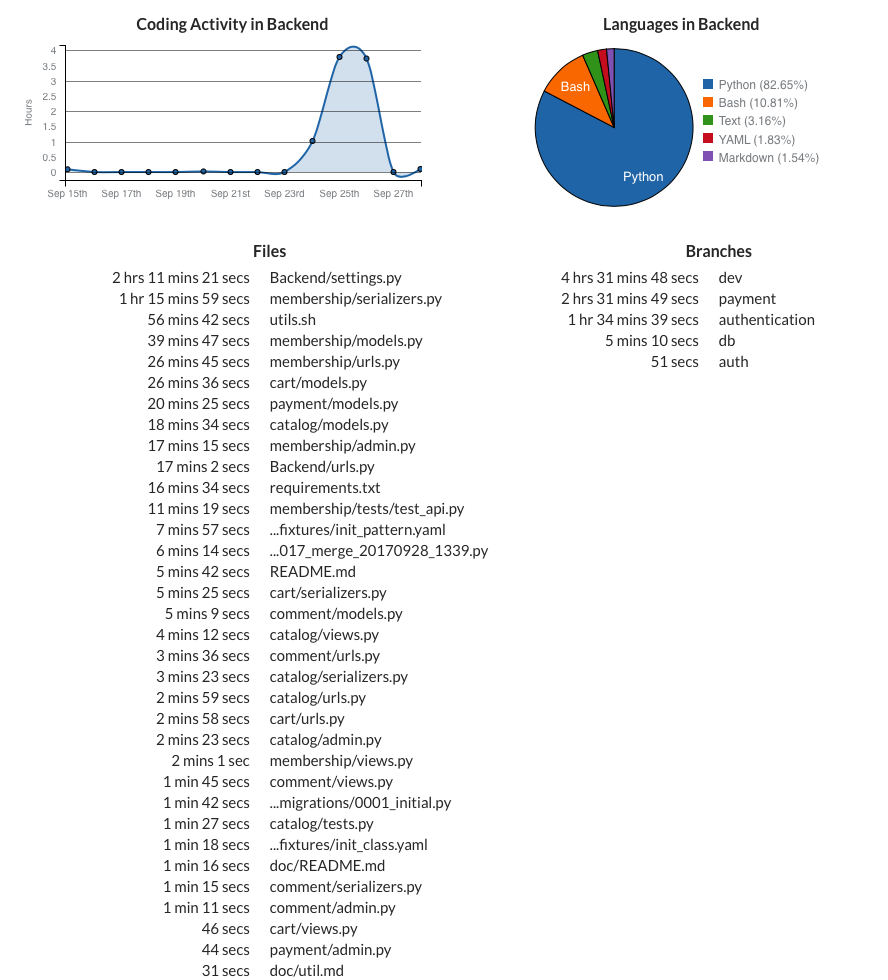 Coding Activity in Backend
Hours
4
3.5
3
2.5
2
1.5
1
0.5
0
Sep 15th Sep 17th Sep 19th Sep 21st Sep 23rd Sep 25th Sep 27th
Languages in Backend
Bash
Python
Python (82.65%)
Bash (10.81%)
Text (3.16%)
YAML (1.83%)
Markdown (1.54%)
Files
2 hrs 11 mins 21 secs Backend/settings.py
1 hr 15 mins 59 secs membership/serializers.py
56 mins 42 secs utils.sh
39 mins 47 secs membership/models.py
26 mins 45 secs membership/urls.py
26 mins 36 secs cart/models.py
20 mins 25 secs payment/models.py
18 mins 34 secs catalog/models.py
17 mins 15 secs membership/admin.py
17 mins 2 secs Backend/urls.py
16 mins 34 secs requirements.txt
11 mins 19 secs membership/tests/test_api.py
7 mins 57 secs ...fixtures/init_pattern.yaml
6 mins 14 secs ...017_merge_20170928_1339.py
5 mins 42 secs README.md
5 mins 25 secs cart/serializers.py
5 mins 9 secs comment/models.py
4 mins 12 secs catalog/views.py
3 mins 36 secs comment/urls.py
3 mins 23 secs catalog/serializers.py
2 mins 59 secs catalog/urls.py
2 mins 58 secs cart/urls.py
2 mins 23 secs catalog/admin.py
2 mins 1 sec membership/views.py
1 min 45 secs comment/views.py
1 min 42 secs ...migrations/0001_initial.py
1 min 27 secs catalog/tests.py
1 min 18 secs ...fixtures/init_class.yaml
1 min 16 secs doc/README.md
1 min 15 secs comment/serializers.py
1 min 11 secs comment/admin.py
46 secs cart/views.py
44 secs payment/admin.py
31 secs doc/util.md
Branches
4 hrs 31 mins 48 secs dev
2 hrs 31 mins 49 secs payment
1 hr 34 mins 39 secs authentication
5 mins 10 secs db
51 secs auth